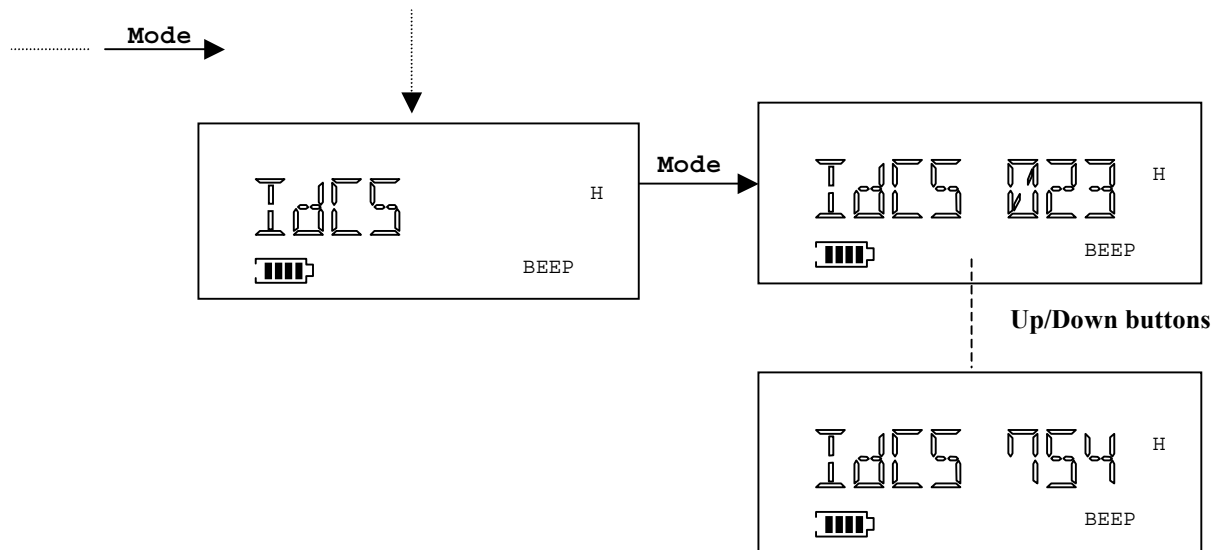 Mode
IdCS
H
BEEP
Mode
IdCS 023
H
BEEP
Up/Down buttons
IdCS 754
H
BEEP